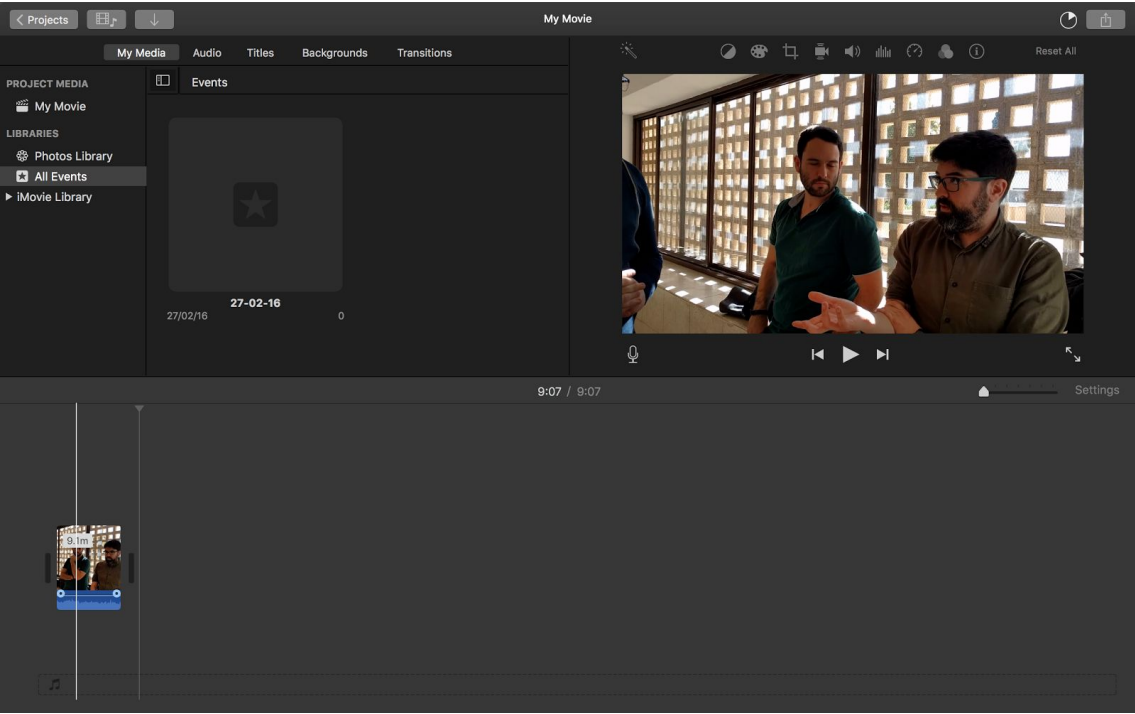 Projects
My Movie
My Media Audio Titles Backgrounds Transitions
Reset All
PROJECT MEDIA
Events
My Movie
LIBRARIES
Photos Library
All Events
iMovie Library
27-02-16
27/02/16 0
9:07 / 9:07
Settings
9.1m